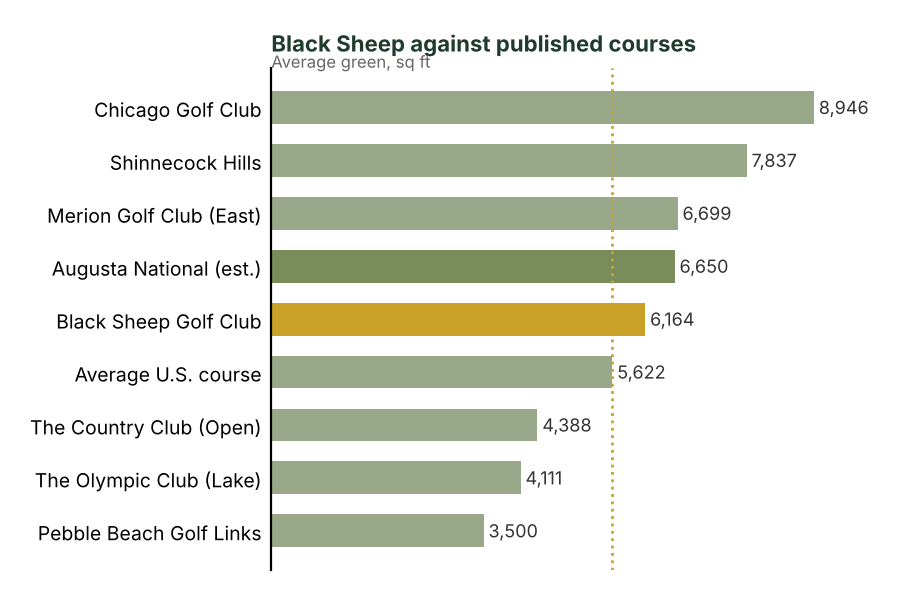 Black Sheep against published courses
Average green, sq ft
Chicago Golf Club 8,946
Shinnecock Hills 7,837
Merion Golf Club (East) 6,699
Augusta National (est.) 6,650
Black Sheep Golf Club 6,164
Average U.S. course 5,622
The Country Club (Open) 4,388
The Olympic Club (Lake) 4,111
Pebble Beach Golf Links 3,500